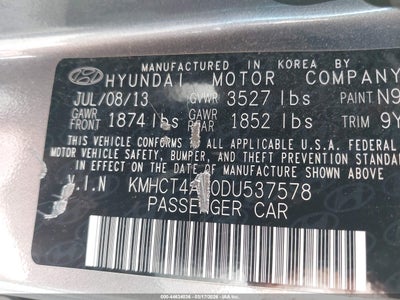 MANUFACTURED IN KOREA BY
HYUNDAI MOTOR COMPANY
JUL/08/13 GVWR 3527 lbs PAINT N9
GAWR FRONT 1874 lbs GAWR REAR 1852 lbs TRIM 9Y
THIS VEHICLE CONFORMS TO ALL APPLICABLE U.S.A FEDERAL
MOTOR VEHICLE SAFETY, BUMPER, AND THEFT PREVENTION STANDARDS
IN EFFECT ON THE DATE OF MANUFACTURE SHOWN ABOVE.
V.I.N
PASSENGER CAR